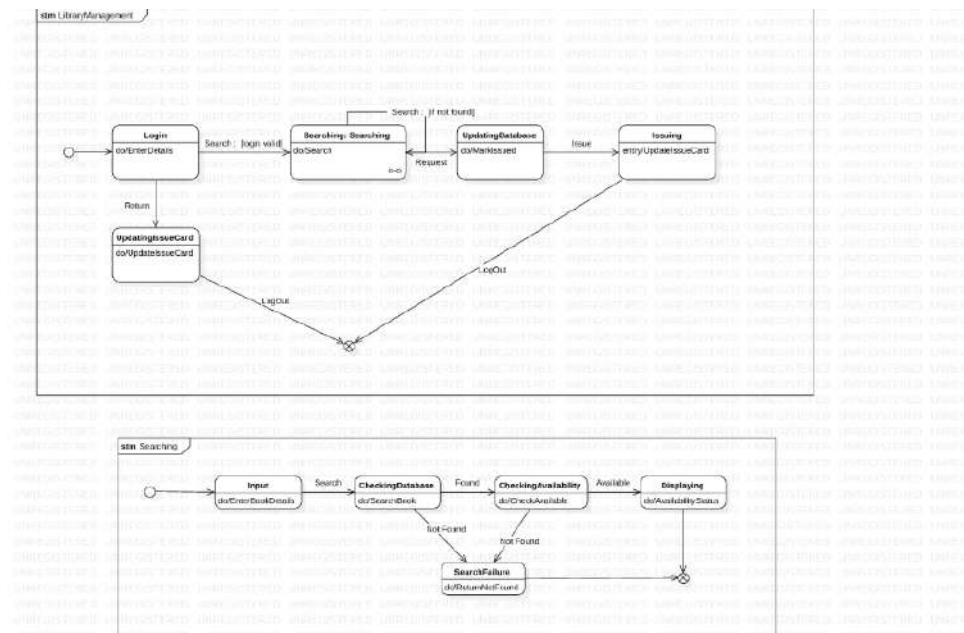 stm LibraryManagement
Search : [if not found]
Login
do/EnterDetails
Search : [login valid]
Searching: Searching
do/Search
Request
UpdatingDatabase
do/MarkIssued
Issue
Issuing
entry/UpdateIssueCard
Return
UpdatingIssueCard
do/UpdateIssueCard
LogOut
LogOut
stm Searching
Input
do/EnterBookDetails
Search
CheckingDatabase
do/SearchBook
Found
CheckingAvailability
do/CheckAvailable
Available
Displaying
do/AvailabilityStatus
Not Found
Not Found
SearchFailure
do/ReturnNotFound
UNREGISTERED